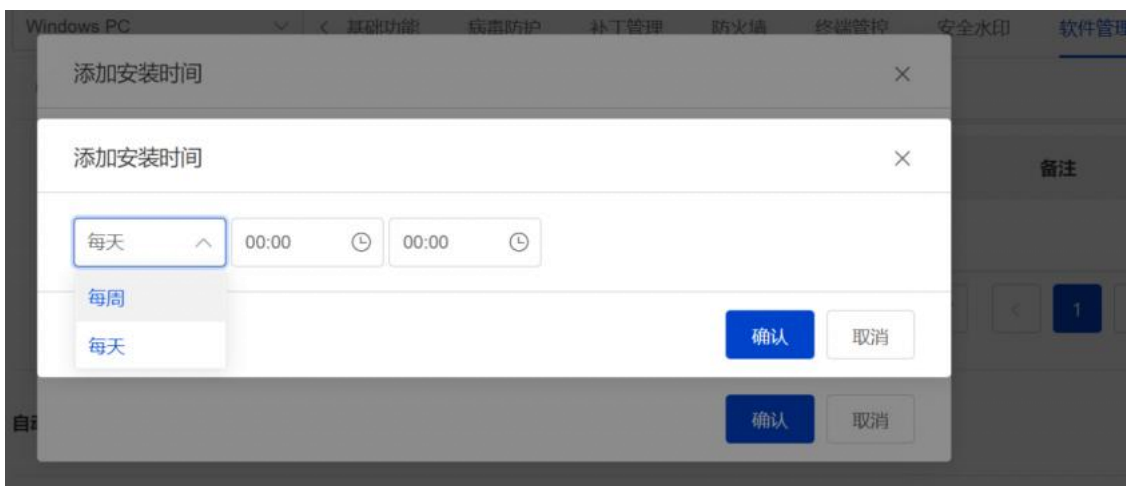 Windows PC 基础功能 病毒防护 补丁管理 防火墙 终端管控 安全水印 软件管理
添加安装时间
添加安装时间
备注
每天 00:00 00:00
每周
1
每天
确认 取消
自动
确认 取消